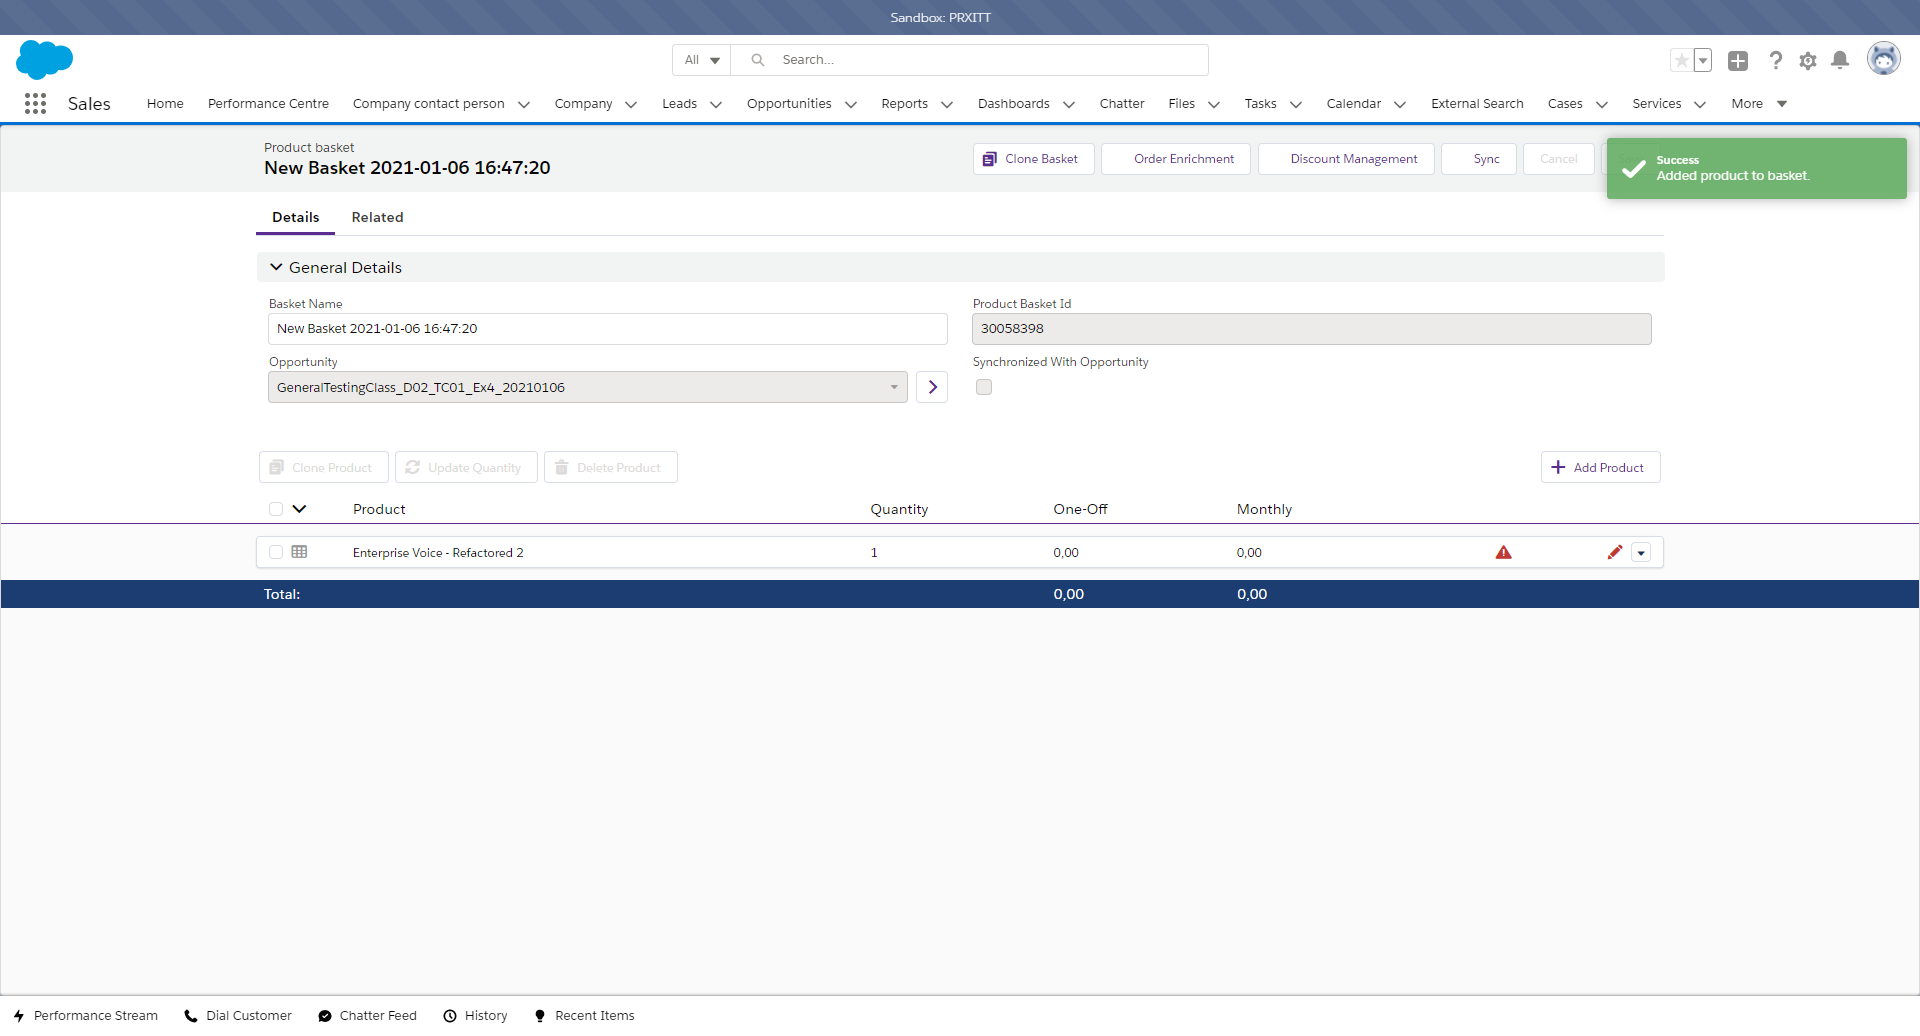 Sandbox: PRXITT
All
Search...
Sales
Home
Performance Centre
Company contact person
Company
Leads
Opportunities
Reports
Dashboards
Chatter
Files
Tasks
Calendar
External Search
Cases
Services
More
Product basket
New Basket 2021-01-06 16:47:20
Clone Basket
Order Enrichment
Discount Management
Sync
Cancel
Success
Added product to basket.
Details
Related
General Details
Basket Name
New Basket 2021-01-06 16:47:20
Product Basket Id
30058398
Opportunity
GeneralTestingClass_D02_TC01_Ex4_20210106
Synchronized With Opportunity
Clone Product
Update Quantity
Delete Product
Add Product
Product
Quantity
One-Off
Monthly
Enterprise Voice - Refactored 2
1
0,00
0,00
Total:
0,00
0,00
Performance Stream
Dial Customer
Chatter Feed
History
Recent Items